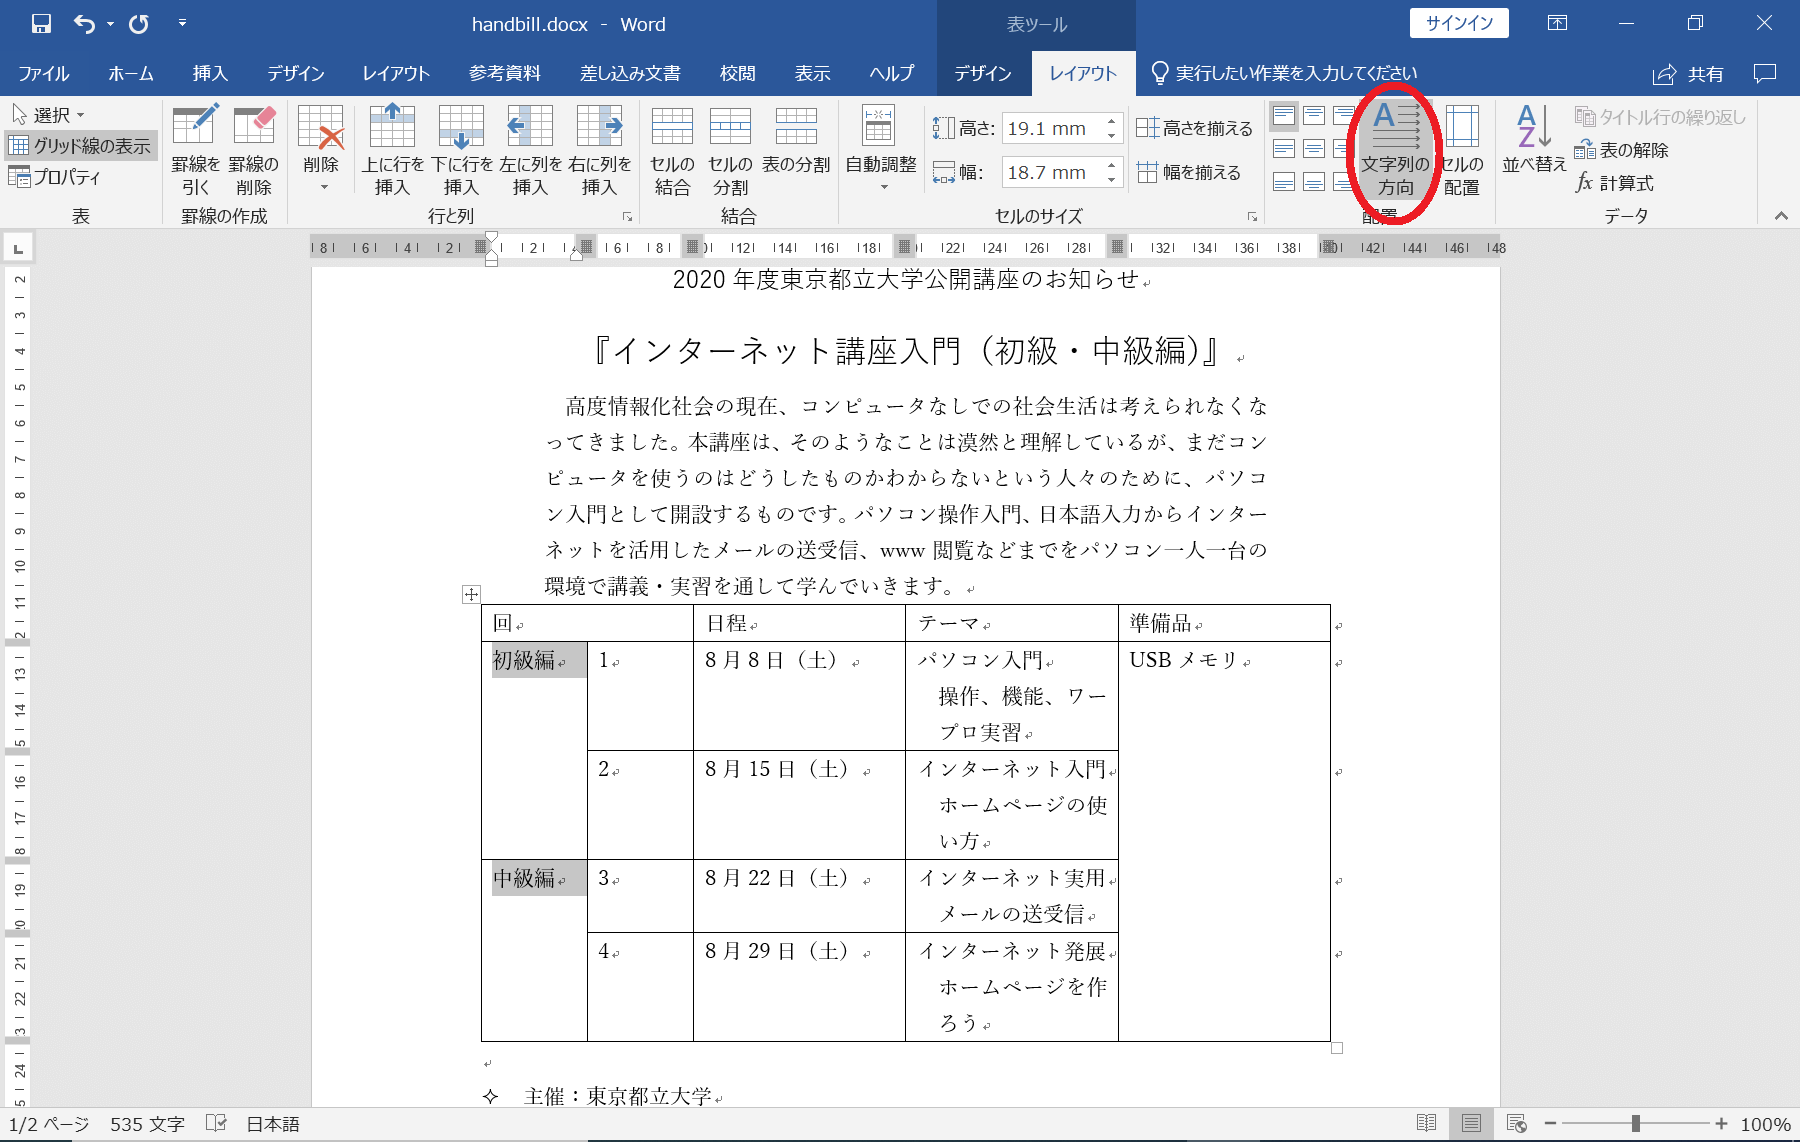 handbill.docx - Word
表ツール
サインイン
ファイル ホーム 挿入 デザイン レイアウト 参考資料 差し込み文書 校閲 表示 ヘルプ デザイン レイアウト 実行したい作業を入力してください 共有
選択
グリッド線の表示
プロパティ
表
罫線を引く
罫線の削除
罫線の作成
削除
上に行を挿入
下に行を挿入
左に列を挿入
右に列を挿入
行と列
セルの結合
セルの分割
表の分割
結合
自動調整
高さ: 19.1 mm
幅: 18.7 mm
高さを揃える
幅を揃える
セルのサイズ
文字列の方向
セルの配置
配置
並べ替え
タイトル行の繰り返し
表の解除
fx 計算式
データ
8 6 4 2 2 6 8 12 14 16 18 22 24 26 28 32 34 36 38 42 44 46 48
2020 年度東京都立大学公開講座のお知らせ
『インターネット講座入門（初級・中級編）』
高度情報化社会の現在、コンピュータなしでの社会生活は考えられなくな
ってきました。本講座は、そのようなことは漠然と理解しているが、まだコン
ピュータを使うのはどうしたものかわからないという人々のために、パソコ
ン入門として開設するものです。パソコン操作入門、日本語入力からインター
ネットを活用したメールの送受信、www 閲覧などまでをパソコン一人一台の
環境で講義・実習を通して学んでいきます。
回 日程 テーマ 準備品
初級編 1 8 月 8 日（土） パソコン入門 USB メモリ
操作、機能、ワー
プロ実習
2 8 月 15 日（土） インターネット入門
ホームページの使
い方
中級編 3 8 月 22 日（土） インターネット実用
メールの送受信
4 8 月 29 日（土） インターネット発展
ホームページを作
ろう
✧ 主催：東京都立大学
1/2 ページ 535 文字 日本語 100%